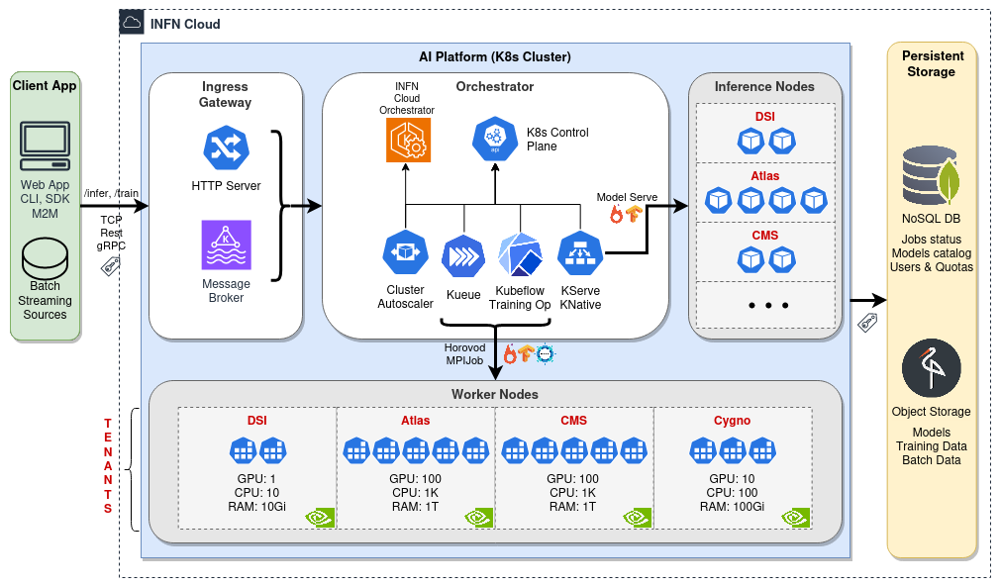 INFN Cloud
AI Platform (K8s Cluster)
Client App
Web App
CLI, SDK
M2M
Batch
Streaming
Sources
/infer, /train
TCP
Rest
gRPC
Ingress
Gateway
HTTP Server
K
Message
Broker
Orchestrator
INFN
Cloud
Orchestrator
K
api
K8s Control
Plane
Cluster
Autoscaler
Kueue
Kubeflow
Training Op
KServe
KNative
Model Serve
Inference Nodes
DSI
Atlas
CMS
• • •
Horovod
MPIJob
Worker Nodes
TENANTS
DSI
GPU: 1
CPU: 10
RAM: 10Gi
Atlas
GPU: 100
CPU: 1K
RAM: 1T
CMS
GPU: 100
CPU: 1K
RAM: 1T
Cygno
GPU: 10
CPU: 100
RAM: 100Gi
Persistent
Storage
NoSQL DB
Jobs status
Models catalog
Users & Quotas
Object Storage
Models
Training Data
Batch Data